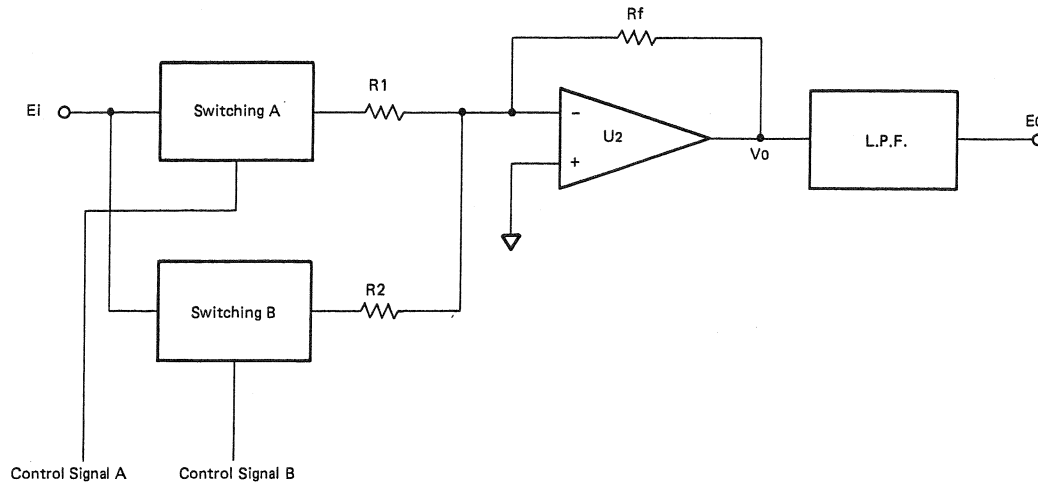 Rf
R1
Ei
Switching A
U2
−
+
Vo
L.P.F.
Switching B
R2
Control Signal A
Control Signal B